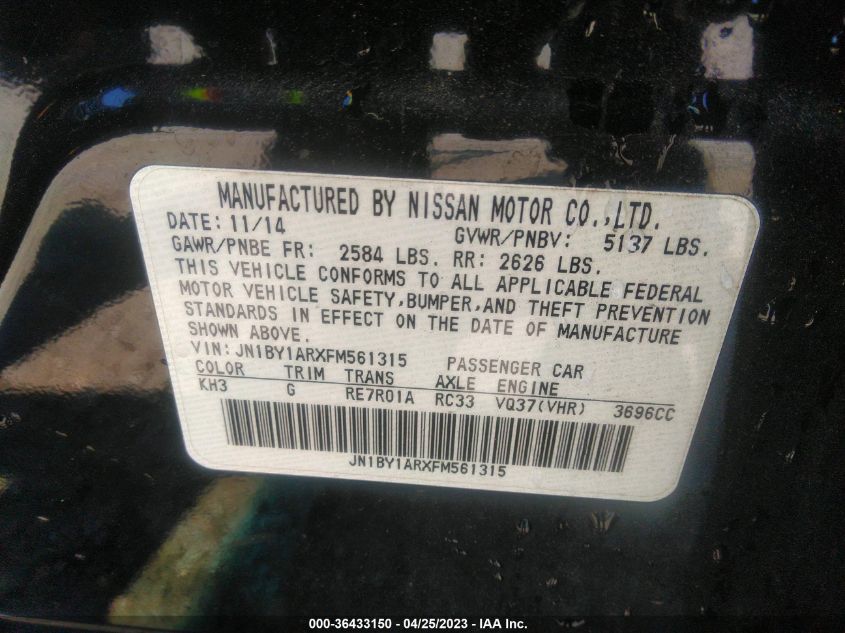 MANUFACTURED BY NISSAN MOTOR CO.,LTD.
DATE: 11/14 GVWR/PNBV: 5137 LBS.
GAWR/PNBE FR: 2584 LBS. RR: 2626 LBS.
THIS VEHICLE CONFORMS TO ALL APPLICABLE FEDERAL
MOTOR VEHICLE SAFETY,BUMPER,AND THEFT PREVENTION
STANDARDS IN EFFECT ON THE DATE OF MANUFACTURE
SHOWN ABOVE.
VIN:JN1BY1ARXFM561315 PASSENGER CAR
COLOR TRIM TRANS AXLE ENGINE
KH3 G RE7R01A RC33 VQ37(VHR) 3696CC
JN1BY1ARXFM561315
000-36433150 - 04/25/2023 - IAA Inc.